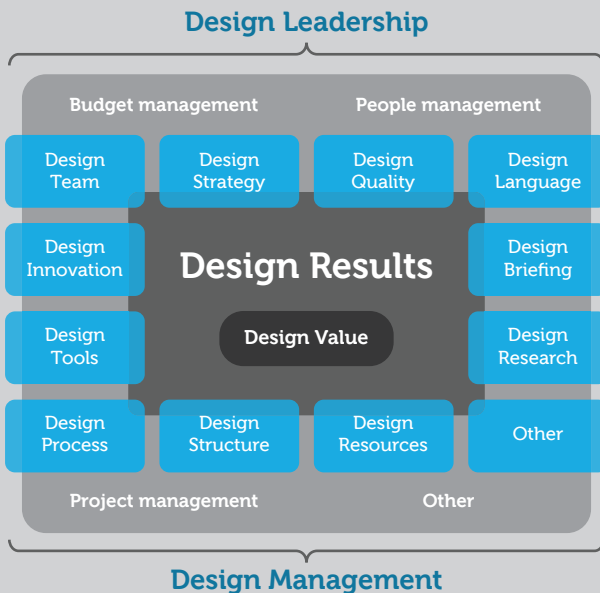 Design Leadership
Budget management
People management
Design
Team
Design
Strategy
Design
Quality
Design
Language
Design
Innovation
Design Results
Design
Briefing
Design
Tools
Design Value
Design
Research
Design
Process
Design
Structure
Design
Resources
Other
Project management
Other
Design Management